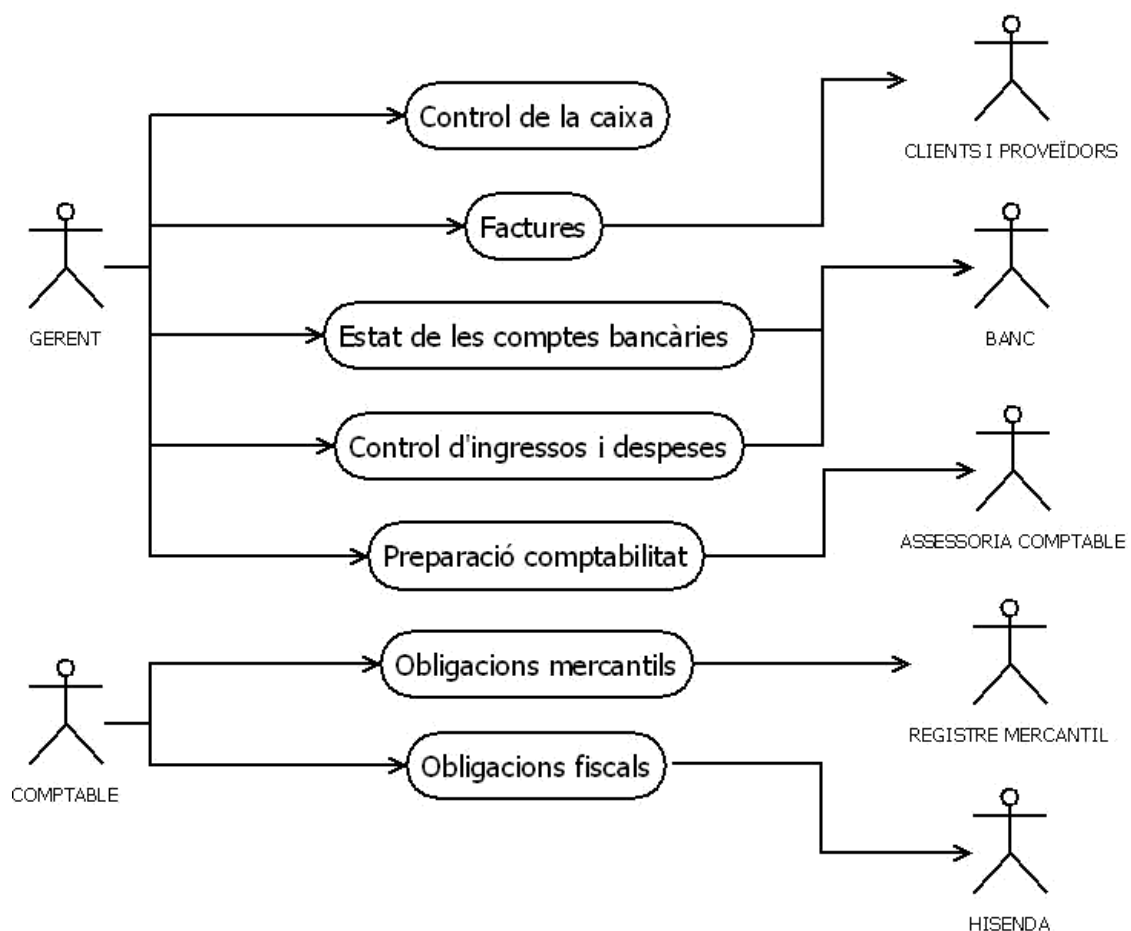 CLIENTS I PROVEÏDORS
Control de la caixa
Factures
GERENT
BANC
Estat de les comptes bancàries
Control d'ingressos i despeses
ASSESSORIA COMPTABLE
Preparació comptabilitat
Obligacions mercantils
REGISTRE MERCANTIL
COMPTABLE
Obligacions fiscals
HISENDA